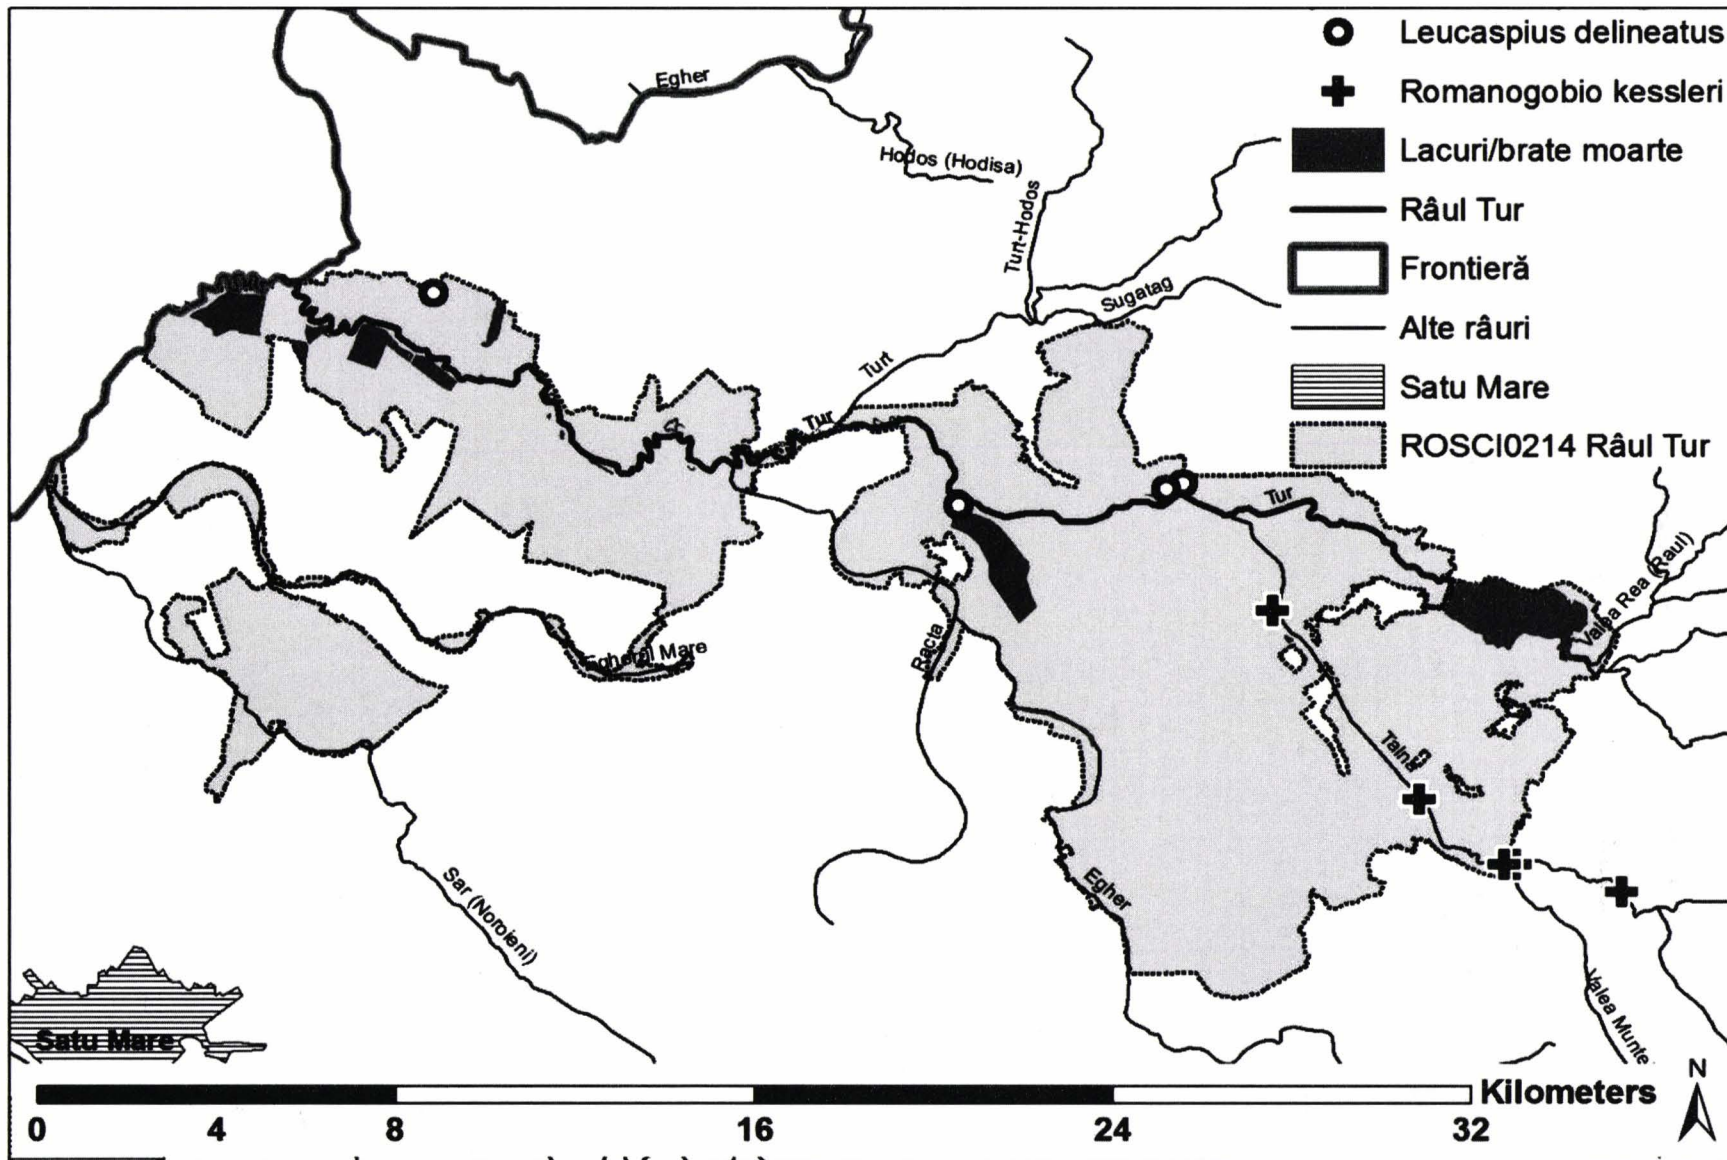 Leucaspius delineatus
Romanogobio kessleri
Lacuri/brate moarte
Râul Tur
Frontieră
Alte râuri
Satu Mare
ROSCI0214 Râul Tur
Egher
Hodos (Hodisa)
Turt-Hodos
Sugatag
Turt
Tur
Tur
Valea Rea (Raul)
Egherul Mare
Racta
Talna
Egher
Sar (Noroieni)
Valea Munte
Satu Mare
N
Kilometers
0 4 8 16 24 32